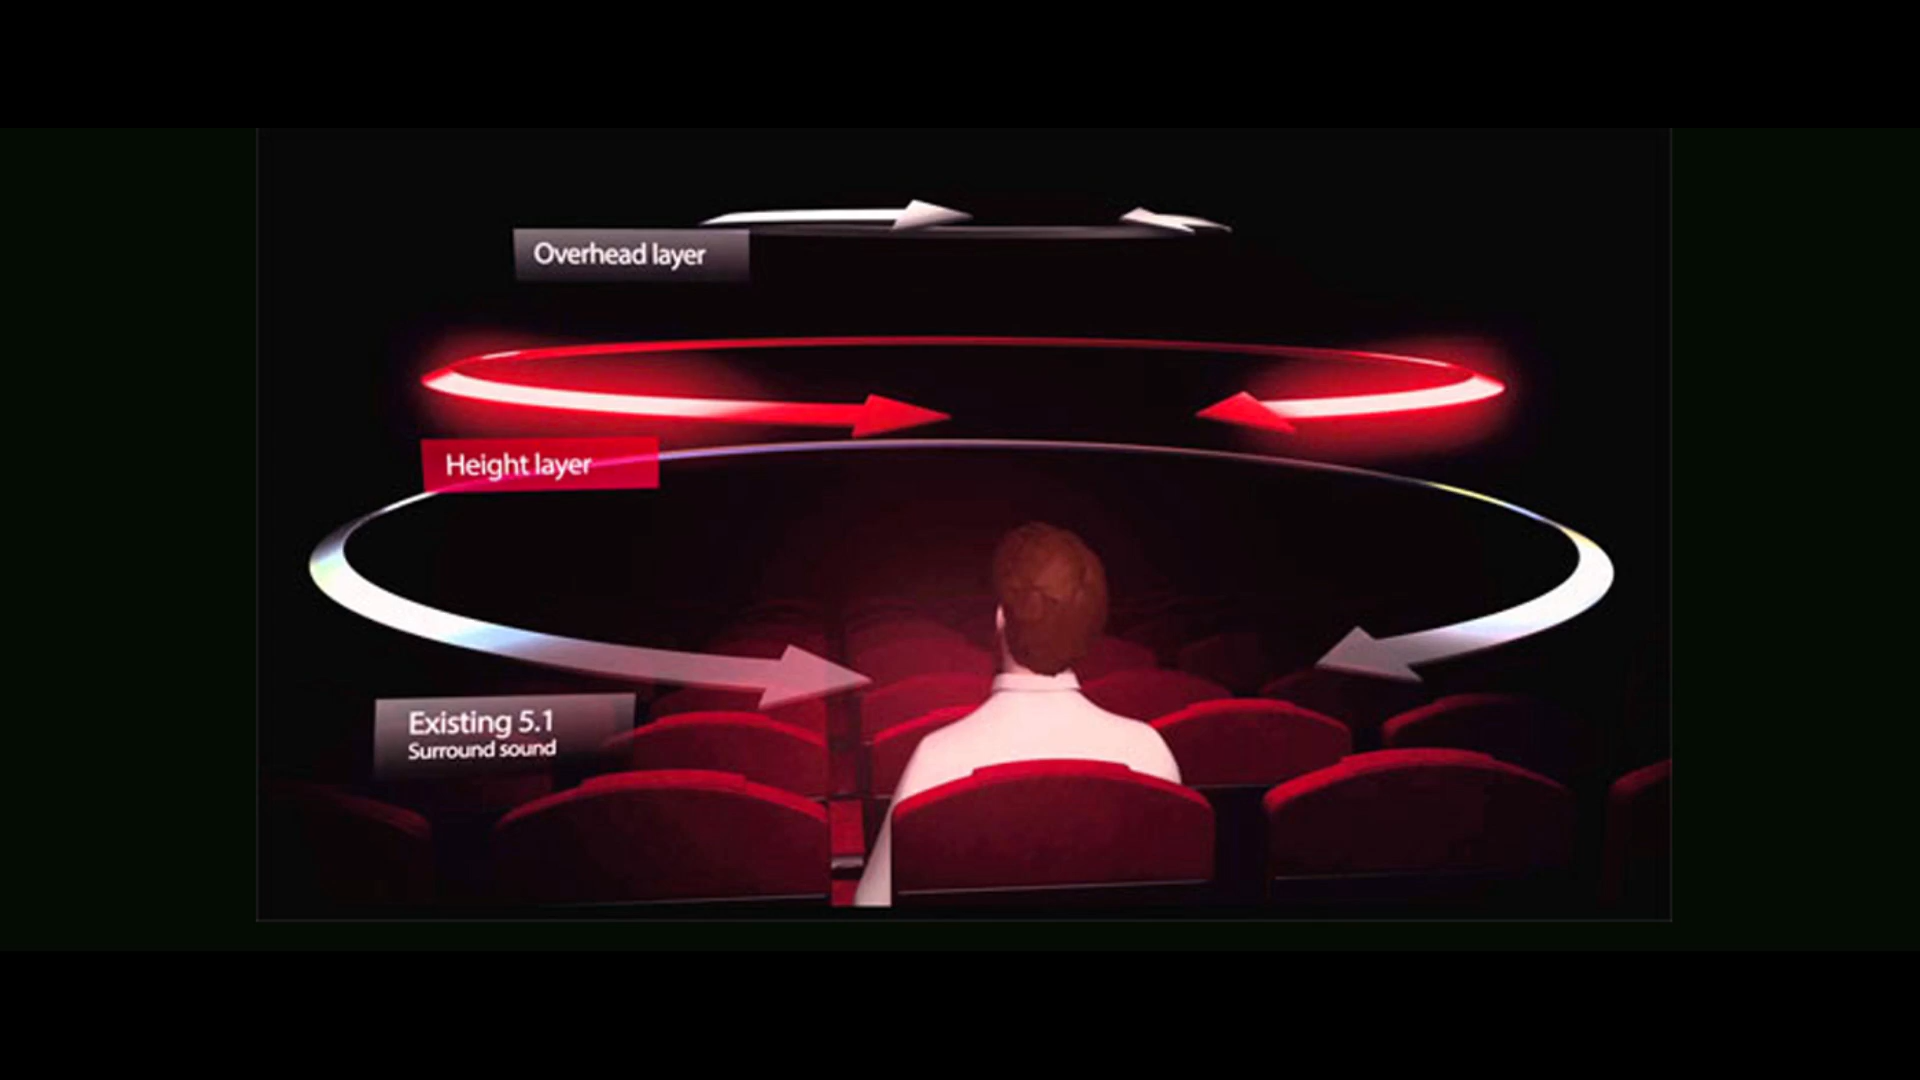 Overhead layer
Height layer
Existing 5.1
Surround sound